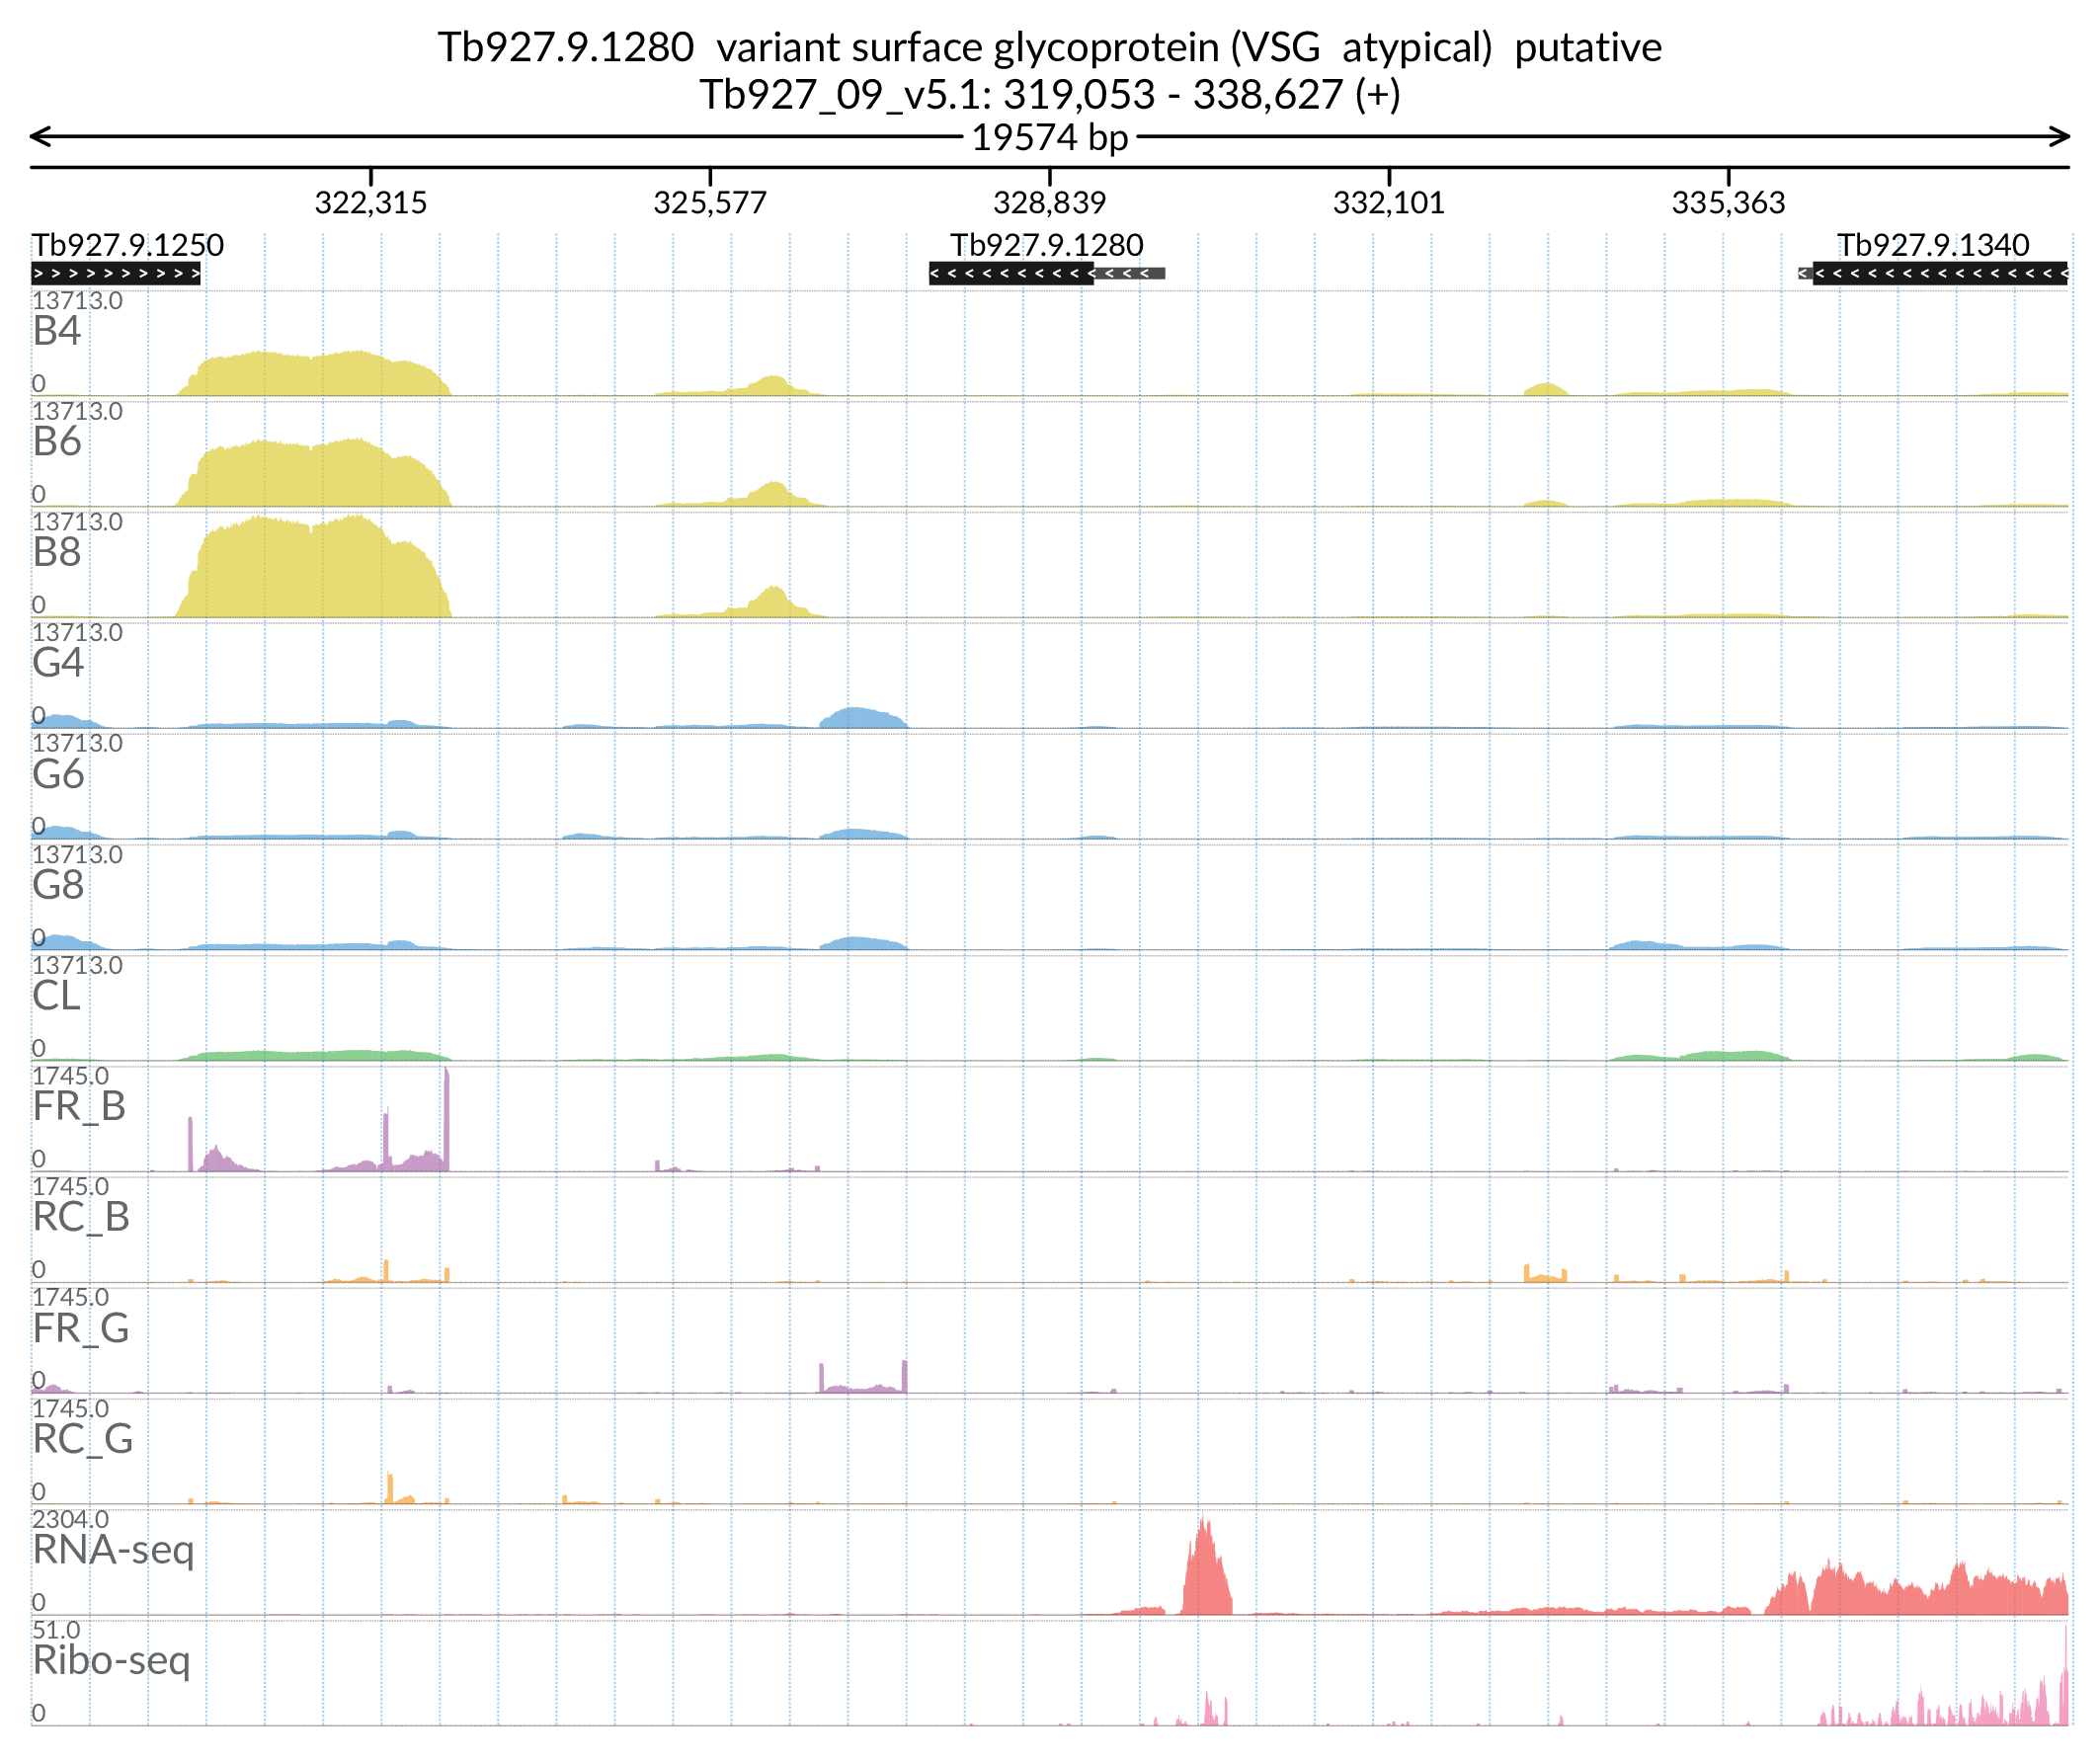 Tb927.9.1280  variant surface glycoprotein (VSG  atypical)  putative
Tb927_09_v5.1: 319,053 - 338,627 (+)
19574 bp
322,315 325,577 328,839 332,101 335,363
Tb927.9.1250 Tb927.9.1280 Tb927.9.1340
13713.0
B4
0
13713.0
B6
0
13713.0
B8
0
13713.0
G4
0
13713.0
G6
0
13713.0
G8
0
13713.0
CL
0
1745.0
FR_B
0
1745.0
RC_B
0
1745.0
FR_G
0
1745.0
RC_G
0
2304.0
RNA-seq
0
51.0
Ribo-seq
0